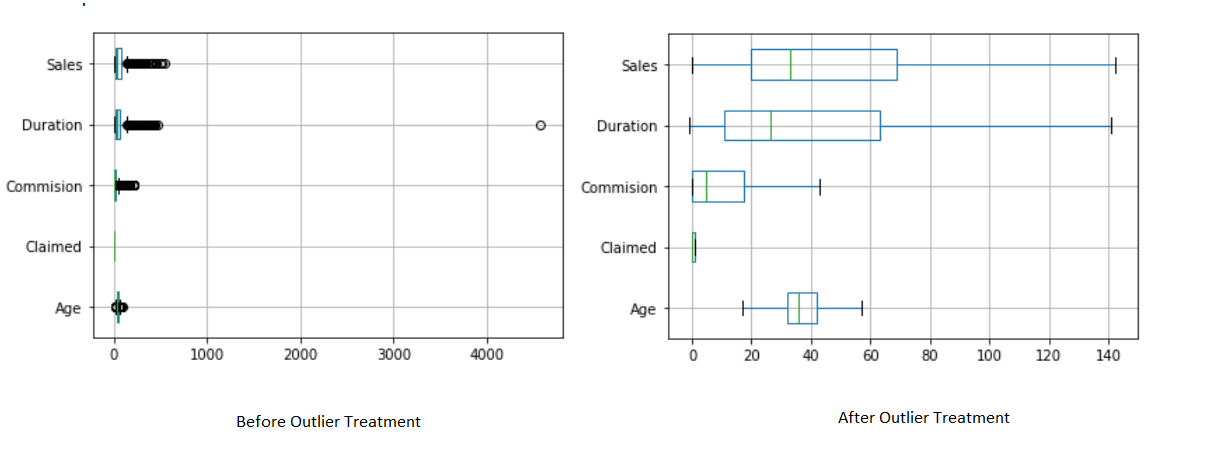 Sales
Duration
Commision
Claimed
Age
0 1000 2000 3000 4000
Before Outlier Treatment
Sales
Duration
Commision
Claimed
Age
0 20 40 60 80 100 120 140
After Outlier Treatment